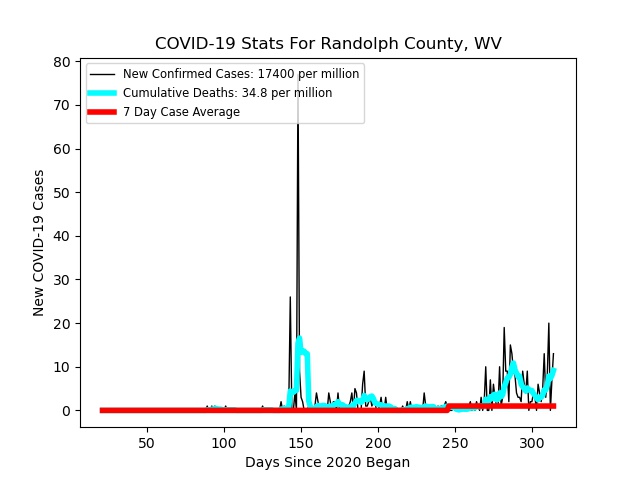 COVID-19 Stats For Randolph County, WV
80
70
60
50
40
30
20
10
0
New COVID-19 Cases
New Confirmed Cases: 17400 per million
Cumulative Deaths: 34.8 per million
7 Day Case Average
50 100 150 200 250 300
Days Since 2020 Began